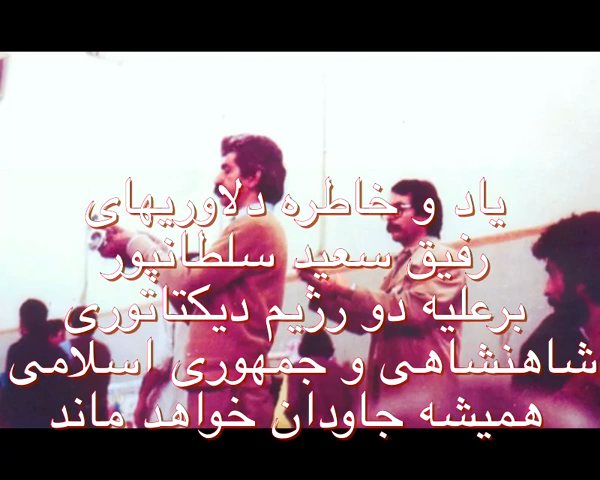 یاد و خاطره دلاوریهای
رفیق سعید سلطانپور
برعلیه دو رژیم دیکتاتوری
شاهنشاهی و جمهوری اسلامی
همیشه جاودان خواهد ماند